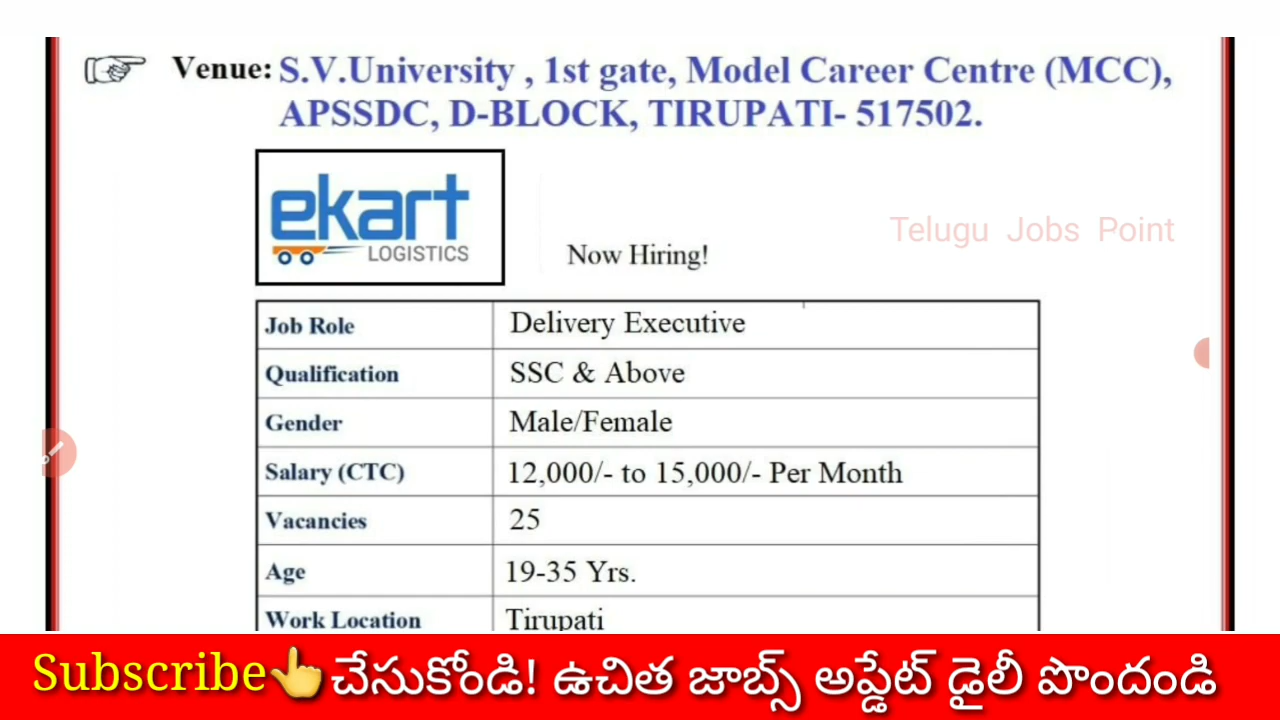 Venue: S.V.University , 1st gate, Model Career Centre (MCC),
APSSDC, D-BLOCK, TIRUPATI- 517502.
ekart
LOGISTICS
Telugu Jobs Point
Now Hiring!
Job Role Delivery Executive
Qualification SSC & Above
Gender Male/Female
Salary (CTC) 12,000/- to 15,000/- Per Month
Vacancies 25
Age 19-35 Yrs.
Work Location Tirupati
Subscribe👆చేసుకోండి! ఉచిత జాబ్స్ అప్డేట్ డైలీ పొందండి